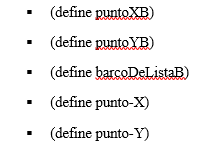 ▪ (define puntoXB)
▪ (define puntoYB)
▪ (define barcoDeListaB)
▪ (define punto-X)
▪ (define punto-Y)